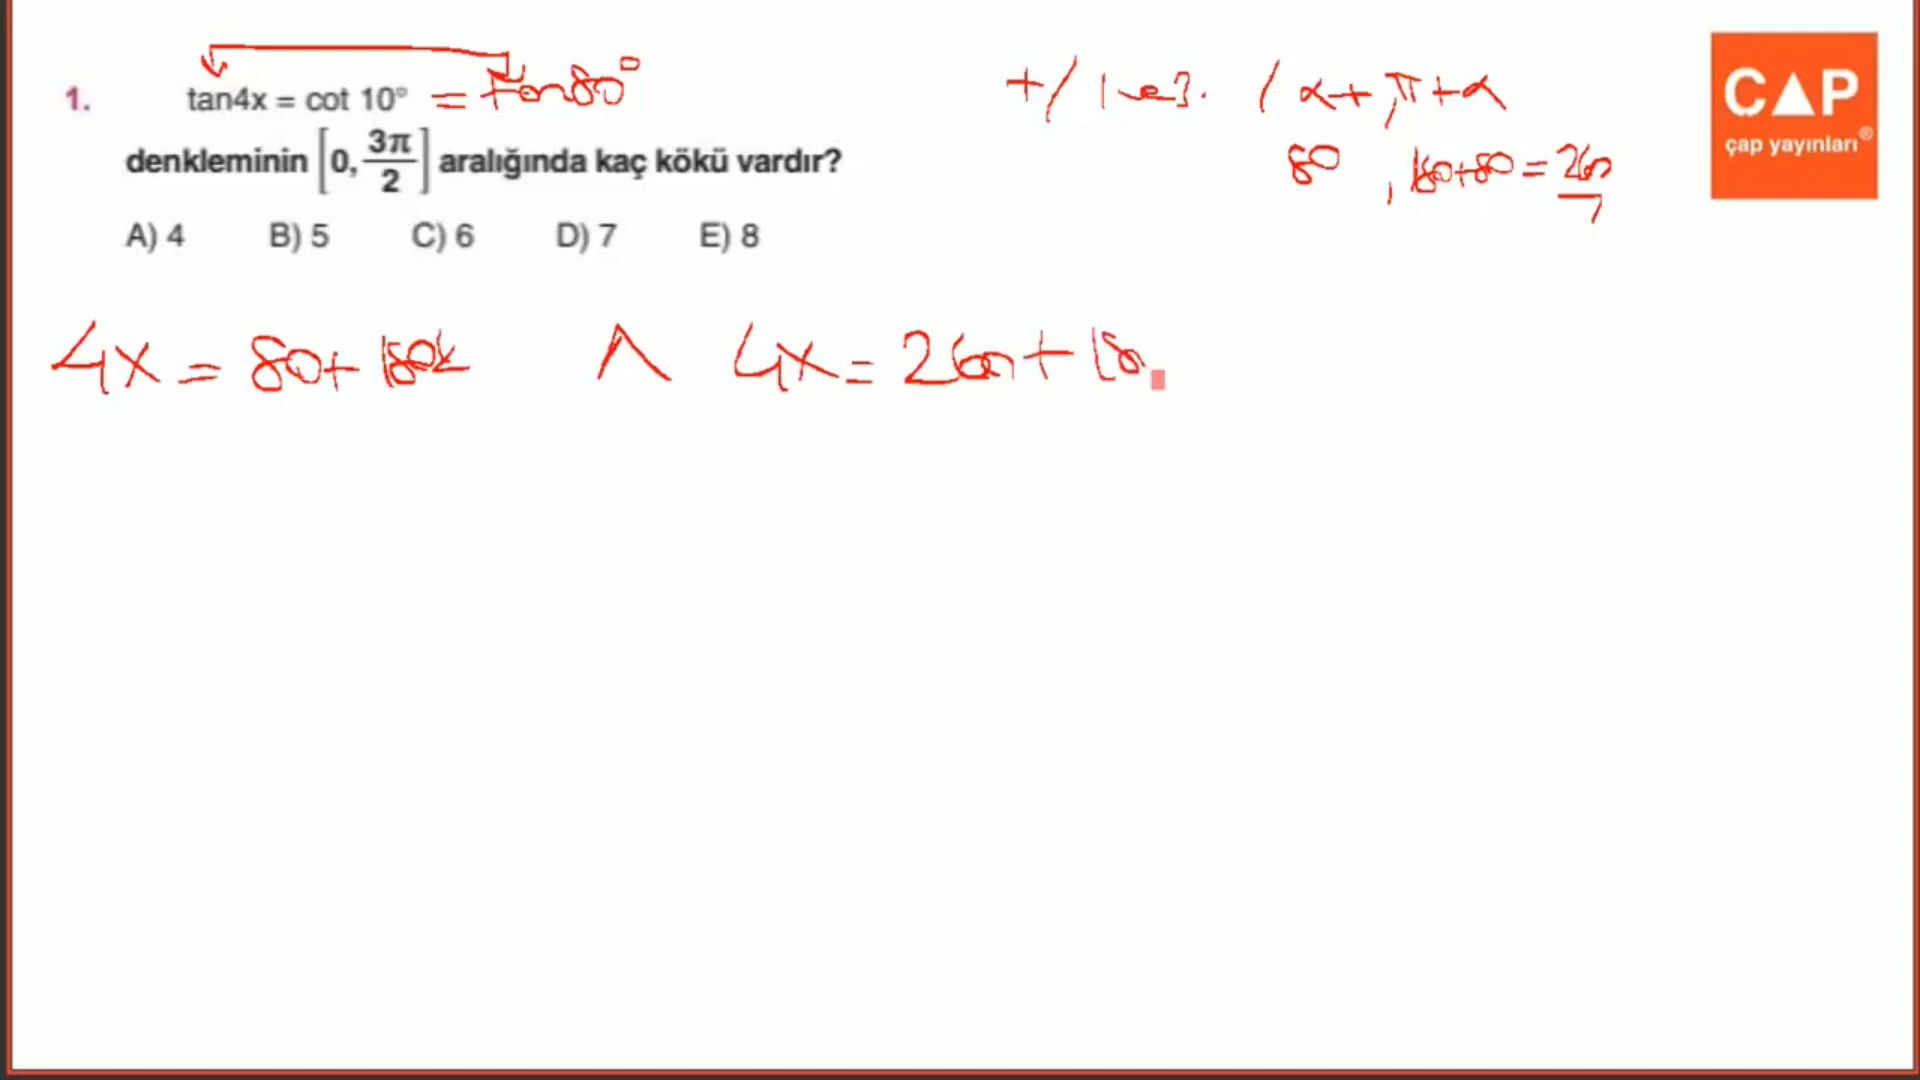 1. tan4x = cot 10° = tan80°
denkleminin [0, 3π/2] aralığında kaç kökü vardır?
A) 4 B) 5 C) 6 D) 7 E) 8
+/ 1 ve 3. / α + , π+α
80 , 180+80 = 260
CAP
çap yayınları®
4x = 80+180k ∧ 4x = 260+18